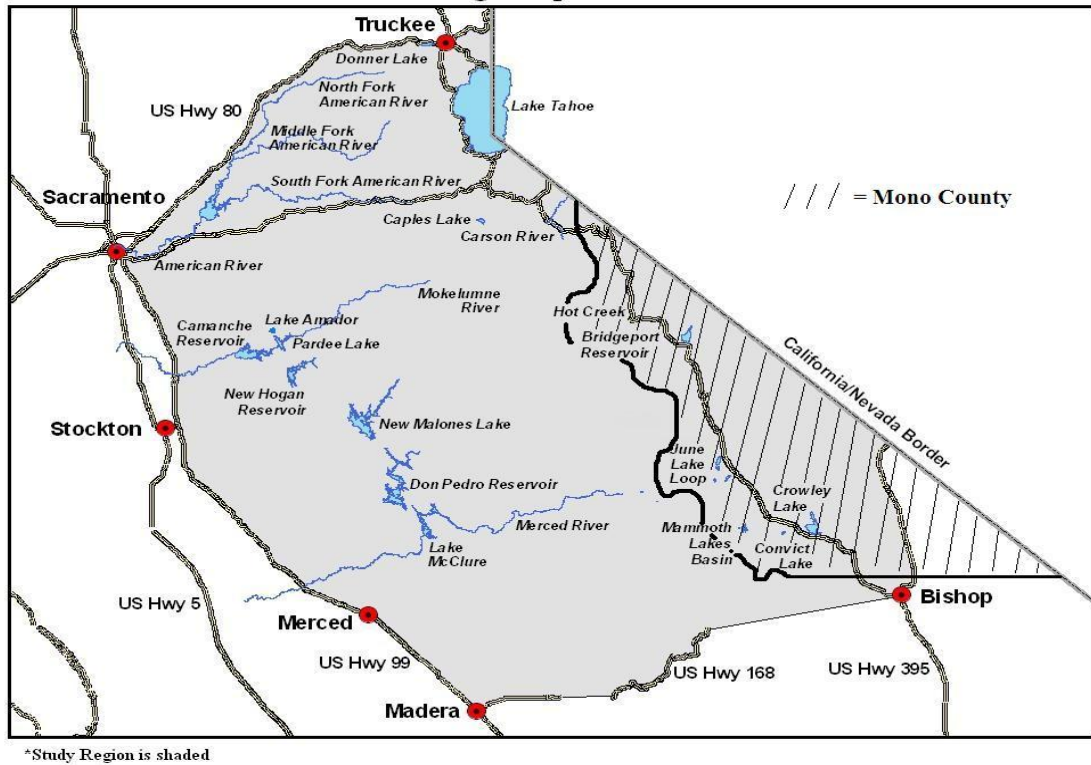 Truckee
Donner Lake
North Fork
American River
Lake Tahoe
US Hwy 80
Middle Fork
American River
South Fork American River
Sacramento
/ / / = Mono County
Caples Lake
Carson River
American River
Mokelumne
River
Hot Creek
Lake Amador
Camanche
Reservoir
Pardee Lake
Bridgeport
Reservoir
California/Nevada Border
New Hogan
Reservoir
New Malones Lake
Stockton
June
Lake
Loop
Don Pedro Reservoir
Crowley
Lake
Merced River
Mammoth
Lakes
Basin
Convict
Lake
Lake
McClure
US Hwy 5
Bishop
Merced
US Hwy 99
US Hwy 168
US Hwy 395
Madera
*Study Region is shaded